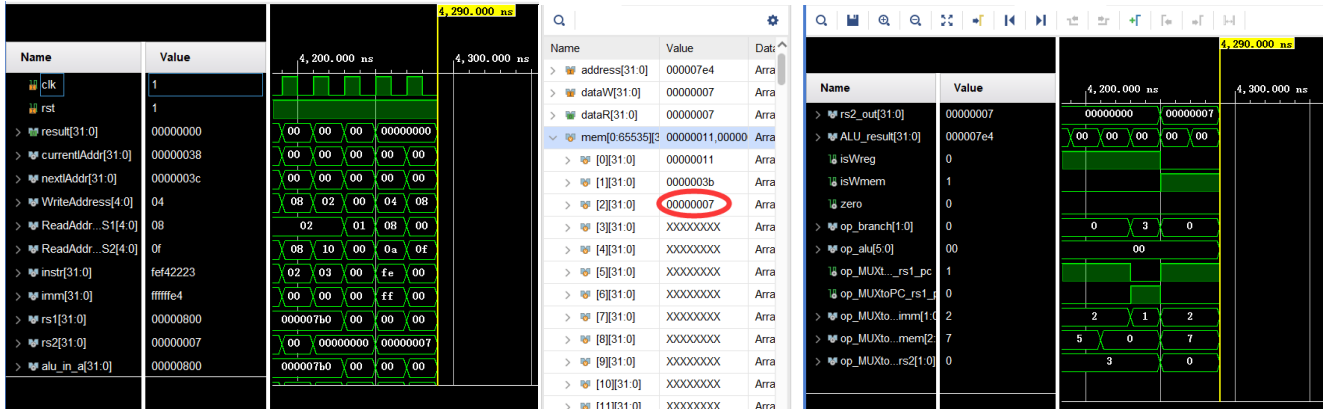 4,290.000 ns
Name Value
4,200.000 ns 4,300.000 ns
clk 1
rst 1
result[31:0] 00000000 00 00 00 00000000
currentlAddr[31:0] 00000038 00 00 00 00 00
nextlAddr[31:0] 0000003c 00 00 00 00 00
WriteAddress[4:0] 04 08 02 00 04 08
ReadAddr...S1[4:0] 08 02 01 08 00
ReadAddr...S2[4:0] 0f 08 10 00 0a 0f
instr[31:0] fef42223 02 03 00 fe 00
imm[31:0] ffffffe4 00 00 00 ff 00
rs1[31:0] 00000800 000007b0 00 00 00
rs2[31:0] 00000007 00 00000000 00000007
alu_in_a[31:0] 00000800 000007b0 00 00 00
Name Value Data
address[31:0] 000007e4 Arra
dataW[31:0] 00000007 Arra
dataR[31:0] 00000007 Arra
mem[0:65535][3 00000011,00000 Arra
[0][31:0] 00000011 Arra
[1][31:0] 0000003b Arra
[2][31:0] 00000007 Arra
[3][31:0] XXXXXXXX Arra
[4][31:0] XXXXXXXX Arra
[5][31:0] XXXXXXXX Arra
[6][31:0] XXXXXXXX Arra
[7][31:0] XXXXXXXX Arra
[8][31:0] XXXXXXXX Arra
[9][31:0] XXXXXXXX Arra
[10][31:0] XXXXXXXX Arra
[11][31:0] XXXXXXXX Arra
4,290.000 ns
Name Value
4,200.000 ns 4,300.000 ns
rs2_out[31:0] 00000007 00000000 00000007
ALU_result[31:0] 000007e4 00 00 00 00 00
isWreg 0
isWmem 1
zero 0
op_branch[1:0] 0 0 3 0
op_alu[5:0] 00 00
op_MUXt..._rs1_pc 1
op_MUXtoPC_rs1_p 0
op_MUXto...imm[1:0 2 2 1 2
op_MUXto...mem[2: 7 5 0 7
op_MUXto...rs2[1:0] 0 3 0